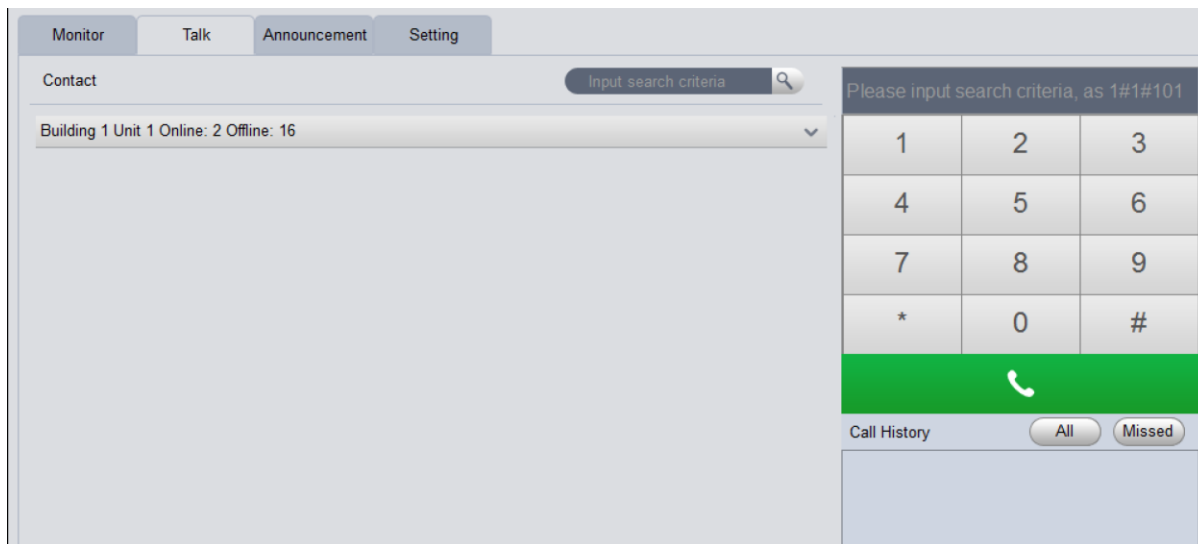 Monitor Talk Announcement Setting
Contact
Input search criteria
Building 1 Unit 1 Online: 2 Offline: 16
Please input search criteria, as 1#1#101
1 2 3
4 5 6
7 8 9
* 0 #
Call History All Missed